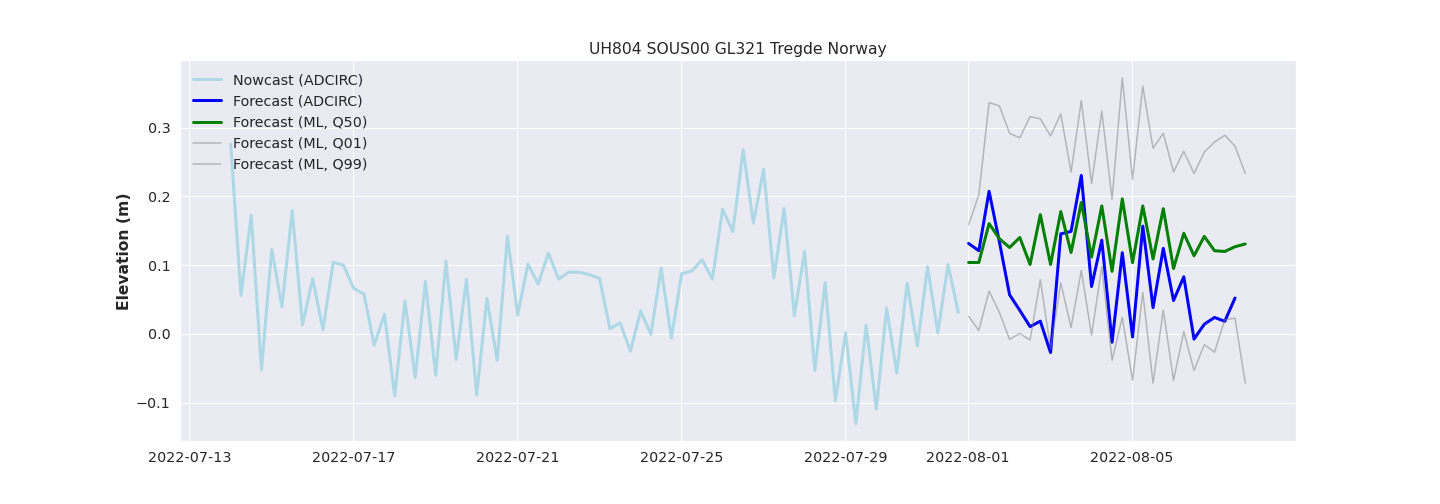 UH804 SOUS00 GL321 Tregde Norway
Nowcast (ADCIRC)
Forecast (ADCIRC)
Forecast (ML, Q50)
Forecast (ML, Q01)
Forecast (ML, Q99)
Elevation (m)
0.3
0.2
0.1
0.0
−0.1
2022-07-13 2022-07-17 2022-07-21 2022-07-25 2022-07-29 2022-08-01 2022-08-05